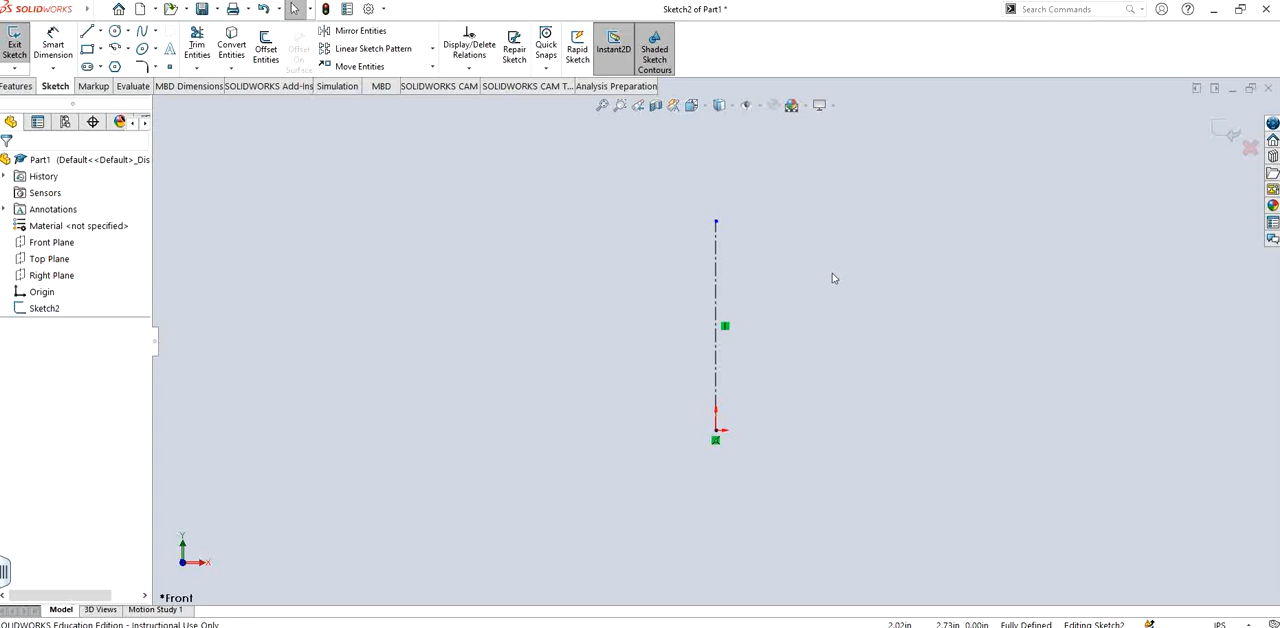 SOLIDWORKS
Sketch2 of Part1 *
Search Commands
Exit Sketch
Smart Dimension
Trim Entities
Convert Entities
Offset Entities
Offset On Surface
Mirror Entities
Linear Sketch Pattern
Move Entities
Display/Delete Relations
Repair Sketch
Quick Snaps
Rapid Sketch
Instant2D
Shaded Sketch Contours
Features Sketch Markup Evaluate MBD Dimensions SOLIDWORKS Add-Ins Simulation MBD SOLIDWORKS CAM SOLIDWORKS CAM T... Analysis Preparation
Part1 (Default<<Default>_Dis
History
Sensors
Annotations
Material <not specified>
Front Plane
Top Plane
Right Plane
Origin
Sketch2
Y
X
*Front
Model 3D Views Motion Study 1
SOLIDWORKS Education Edition - Instructional Use Only
2.02in 2.73in 0.00in Fully Defined Editing Sketch2 IPS